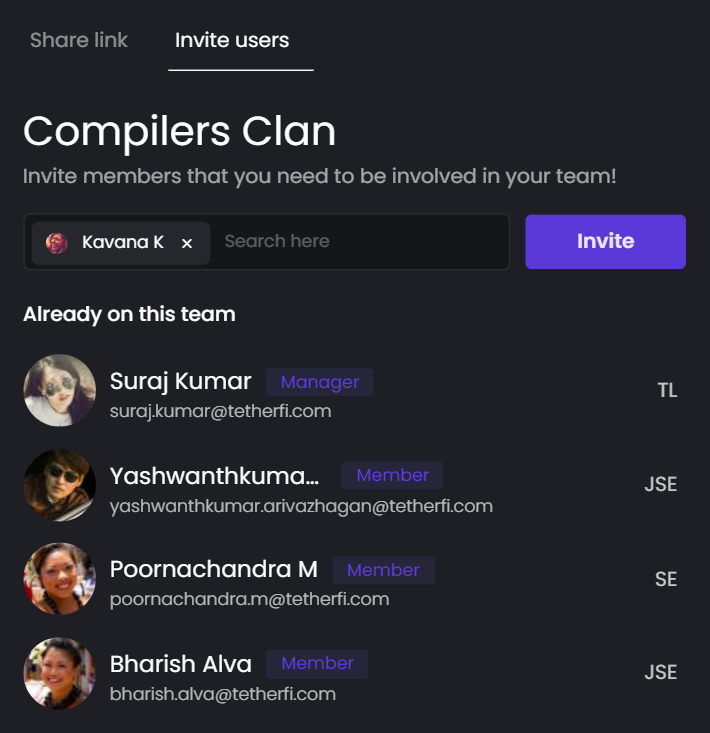 Share link Invite users
Compilers Clan
Invite members that you need to be involved in your team!
Kavana K × Search here Invite
Already on this team
Suraj Kumar Manager TL
suraj.kumar@tetherfi.com
Yashwanthkuma... Member JSE
yashwanthkumar.arivazhagan@tetherfi.com
Poornachandra M Member SE
poornachandra.m@tetherfi.com
Bharish Alva Member JSE
bharish.alva@tetherfi.com